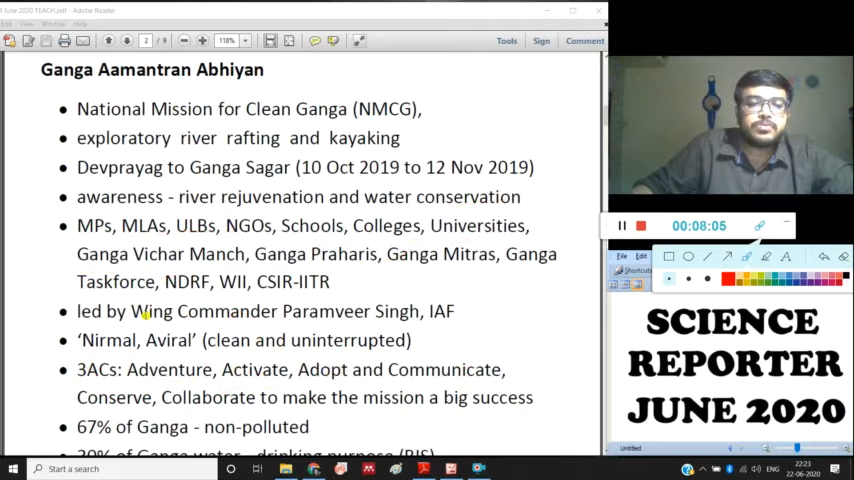 June 2020 TEACH.pdf - Adobe Reader
Edit View Window Help
2 / 9 118% Tools Sign Comment
Ganga Aamantran Abhiyan
• National Mission for Clean Ganga (NMCG),
• exploratory river rafting and kayaking
• Devprayag to Ganga Sagar (10 Oct 2019 to 12 Nov 2019)
• awareness - river rejuvenation and water conservation
• MPs, MLAs, ULBs, NGOs, Schools, Colleges, Universities,
Ganga Vichar Manch, Ganga Praharis, Ganga Mitras, Ganga
Taskforce, NDRF, WII, CSIR-IITR
• led by Wing Commander Paramveer Singh, IAF
• ‘Nirmal, Aviral’ (clean and uninterrupted)
• 3ACs: Adventure, Activate, Adopt and Communicate,
Conserve, Collaborate to make the mission a big success
• 67% of Ganga - non-polluted
00:08:05
A
File Edit
Shortcuts
SCIENCE
REPORTER
JUNE 2020
Untitled
Start a search
ENG
22:23
22-06-2020